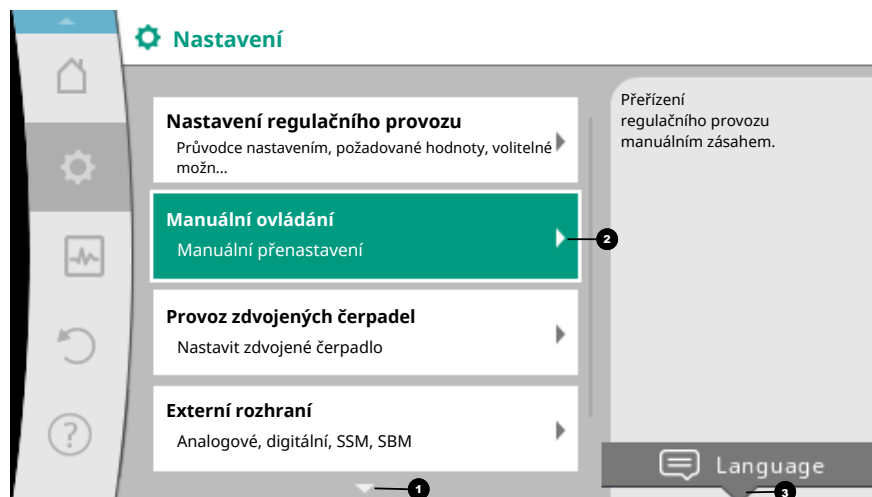 Nastavení
Nastavení regulačního provozu
Průvodce nastavením, požadované hodnoty, volitelné
možn...
Manuální ovládání
Manuální přenastavení
Provoz zdvojených čerpadel
Nastavit zdvojené čerpadlo
Externí rozhraní
Analogové, digitální, SSM, SBM
Přeřízení
regulačního provozu
manuálním zásahem.
2
?
Language
1
3